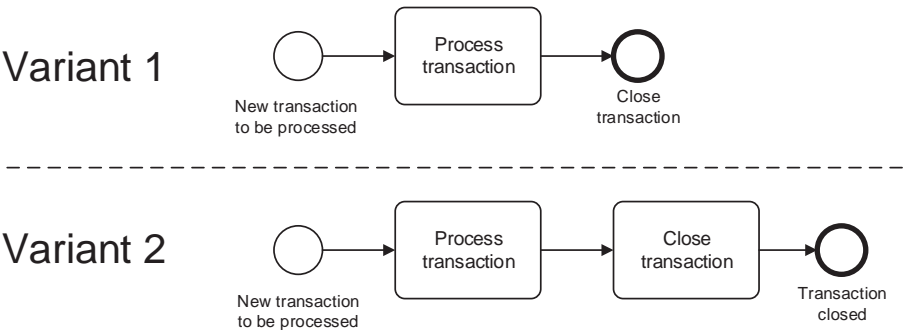 Variant 1
Process
transaction
New transaction
to be processed
Close
transaction
Variant 2
Process
transaction
Close
transaction
New transaction
to be processed
Transaction
closed